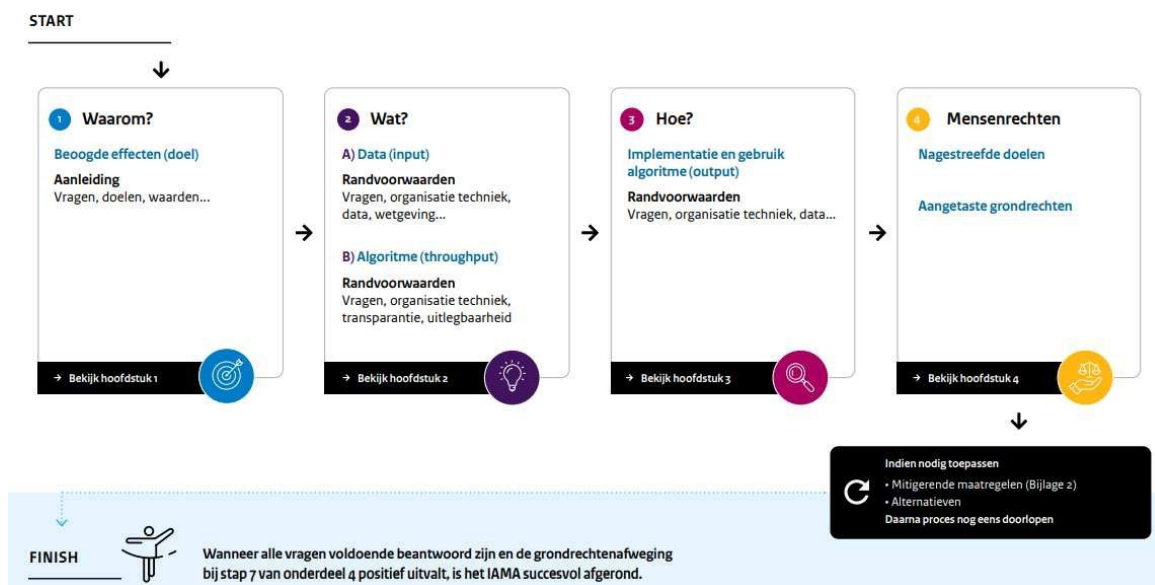 START
1 Waarom?
Beoogde effecten (doel)
Aanleiding
Vragen, doelen, waarden...
→ Bekijk hoofdstuk 1
2 Wat?
A) Data (input)
Randvoorwaarden
Vragen, organisatie techniek,
data, wetgeving...
B) Algoritme (throughput)
Randvoorwaarden
Vragen, organisatie techniek,
transparantie, uitlegbaarheid
→ Bekijk hoofdstuk 2
3 Hoe?
Implementatie en gebruik
algoritme (output)
Randvoorwaarden
Vragen, organisatie techniek, data...
→ Bekijk hoofdstuk 3
4 Mensenrechten
Nagestreefde doelen
Aangetaste grondrechten
→ Bekijk hoofdstuk 4
Indien nodig toepassen
• Mitigerende maatregelen (Bijlage 2)
• Alternatieven
Daarna proces nog eens doorlopen
FINISH
Wanneer alle vragen voldoende beantwoord zijn en de grondrechtenafweging
bij stap 7 van onderdeel 4 positief uitvalt, is het IAMA succesvol afgerond.